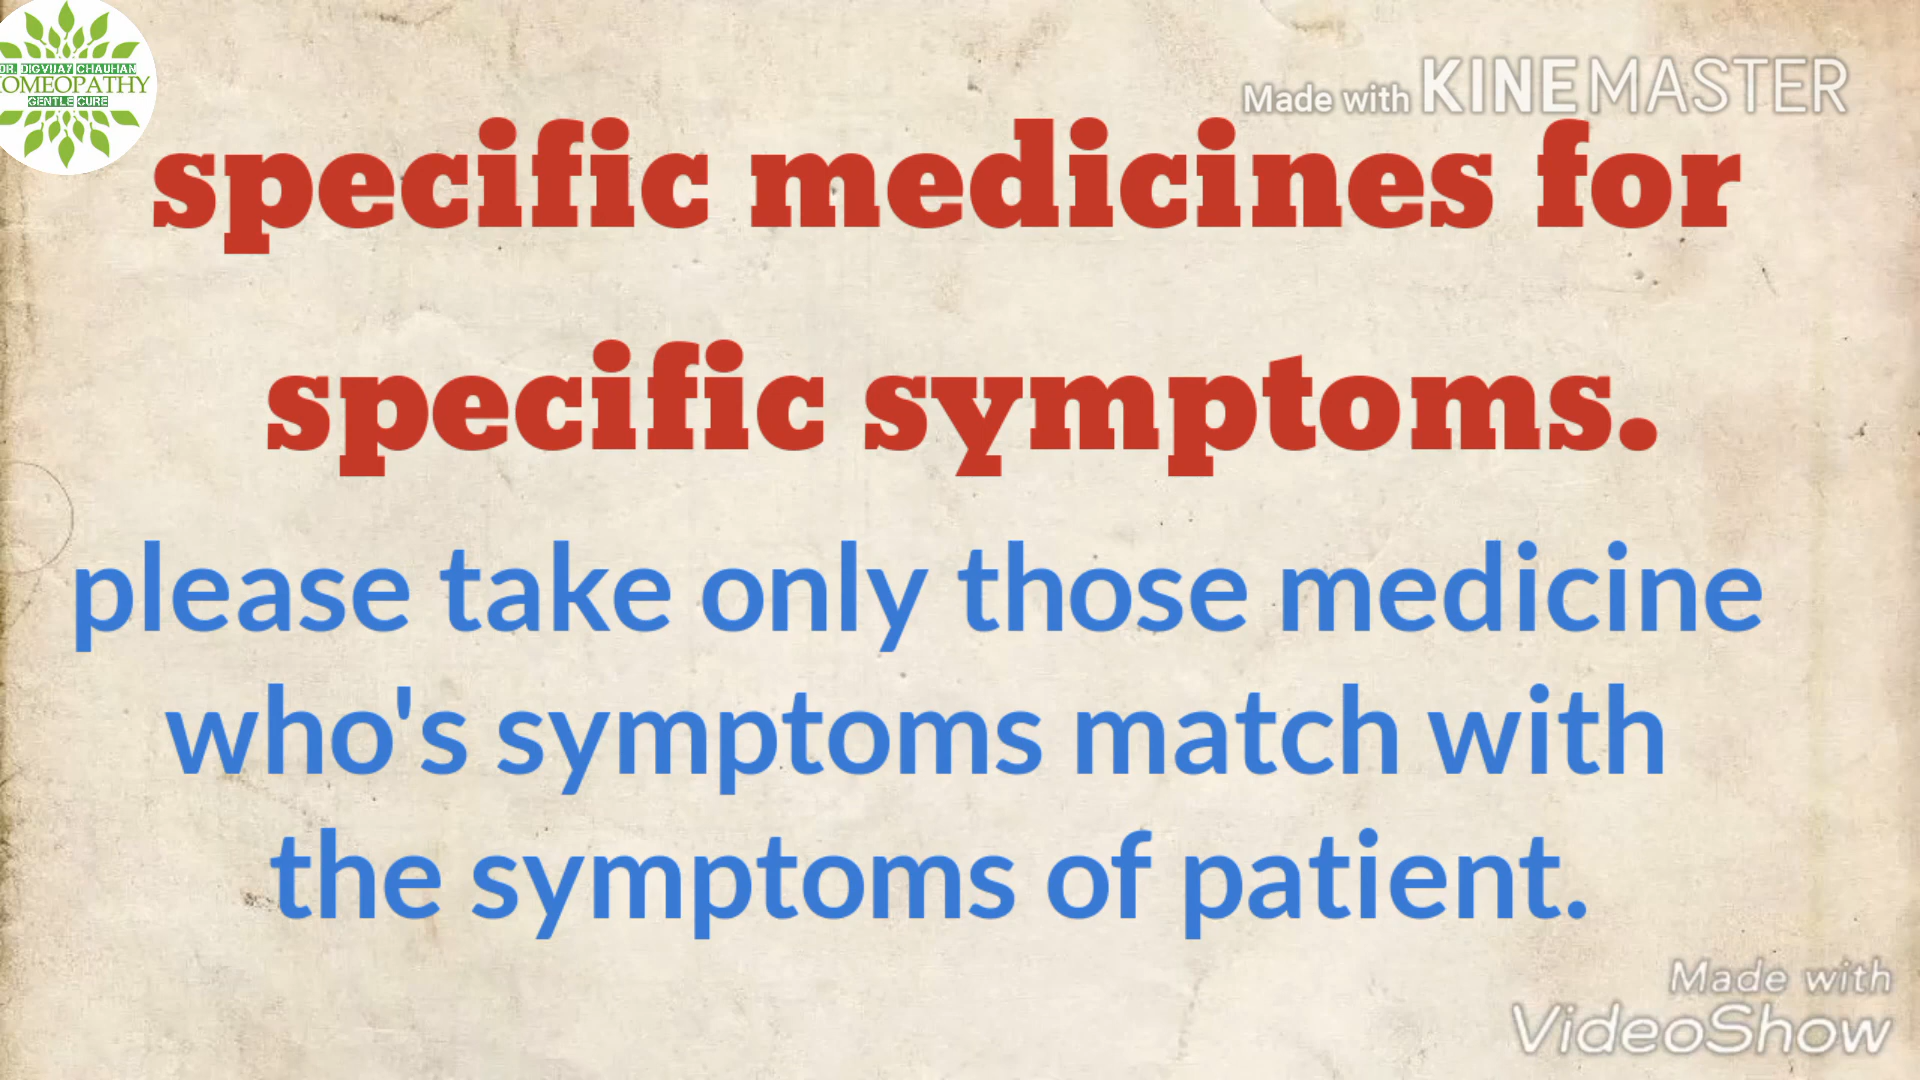 DR. DIGVIJAY CHAUHAN
HOMEOPATHY
GENTLE CURE
Made with KINEMASTER
specific medicines for
specific symptoms.
please take only those medicine
who's symptoms match with
the symptoms of patient.
Made with
VideoShow